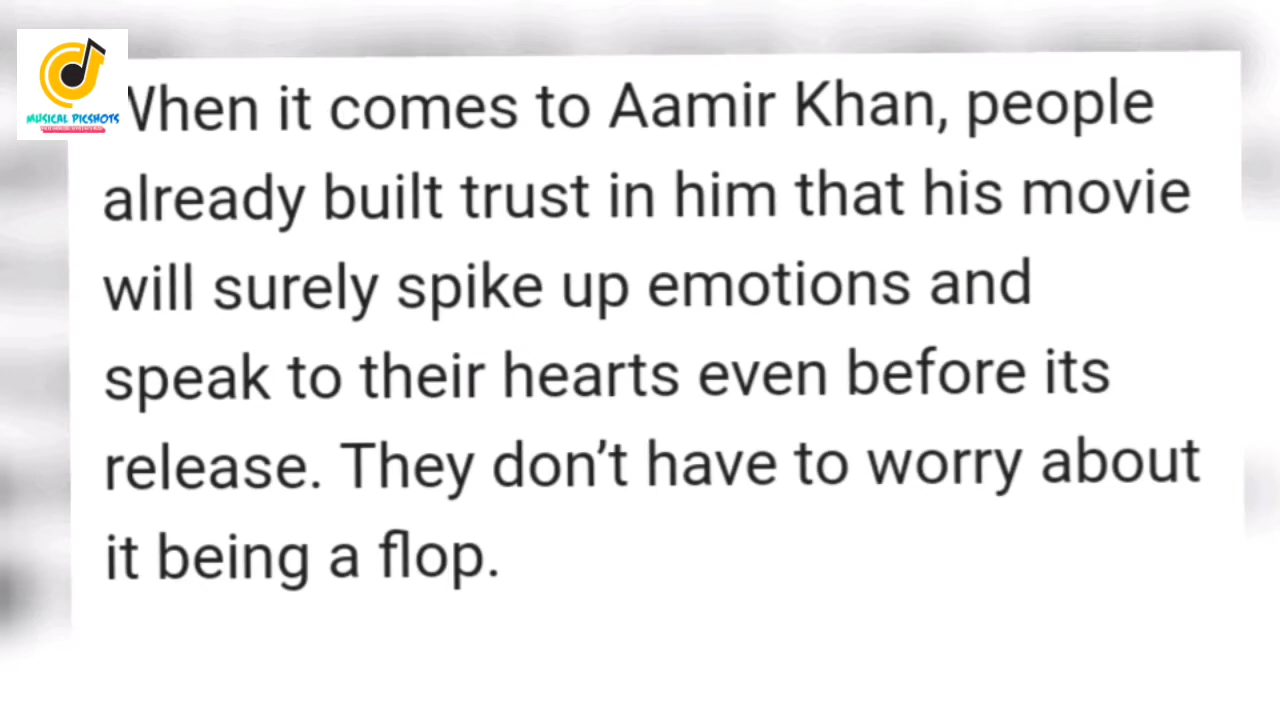 MUSICAL PICSHOTS
When it comes to Aamir Khan, people
already built trust in him that his movie
will surely spike up emotions and
speak to their hearts even before its
release. They don’t have to worry about
it being a flop.